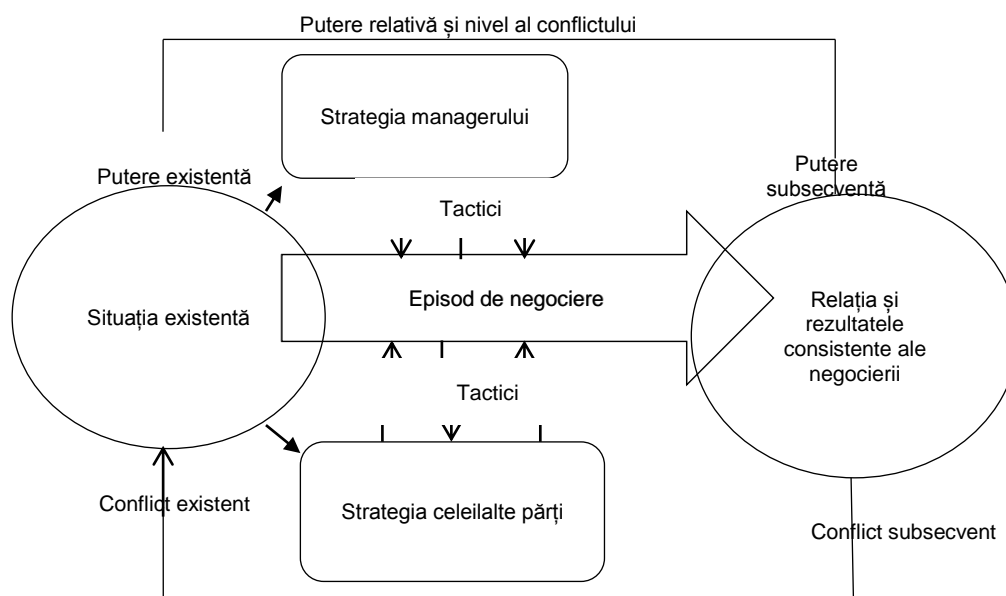 Putere relativă și nivel al conflictului
Strategia managerului
Putere existentă
Putere
subsecventă
Tactici
Situația existentă
Episod de negociere
Relația și
rezultatele
consistente ale
negocierii
Tactici
Conflict existent
Strategia celeilalte părți
Conflict subsecvent